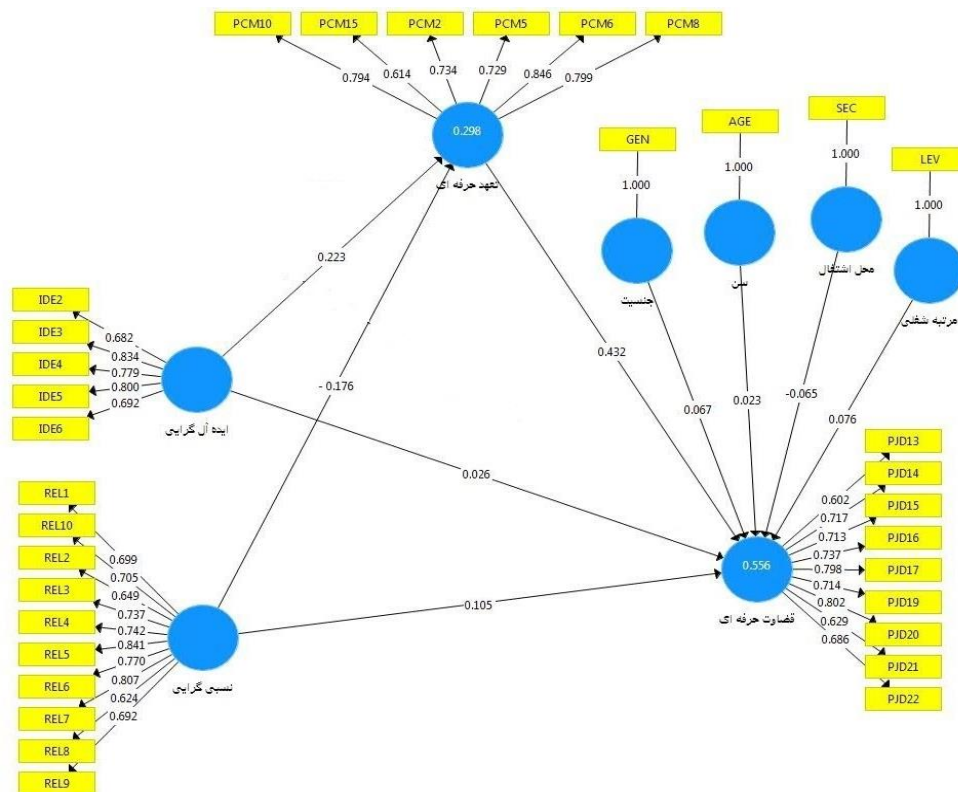 PCM10 PCM15 PCM2 PCM5 PCM6 PCM8
0.794 0.614 0.734 0.729 0.846 0.799
0.298
تعهد حرفه ای
GEN AGE SEC LEV
1.000 1.000 1.000 1.000
جنسیت
سن
محل اشتغال
مرتبه شغلی
0.223
- 0.176
0.432
0.067
0.023
-0.065
0.076
0.026
0.105
IDE2
IDE3
IDE4
IDE5
IDE6
0.682
0.834
0.779
0.800
0.692
ایده آل گرایی
REL1
REL10
REL2
REL3
REL4
REL5
REL6
REL7
REL8
REL9
0.699
0.705
0.649
0.737
0.742
0.841
0.770
0.807
0.624
0.692
نسبی گرایی
0.556
قضاوت حرفه ای
0.602
0.717
0.713
0.737
0.798
0.714
0.802
0.629
0.686
PJD13
PJD14
PJD15
PJD16
PJD17
PJD19
PJD20
PJD21
PJD22